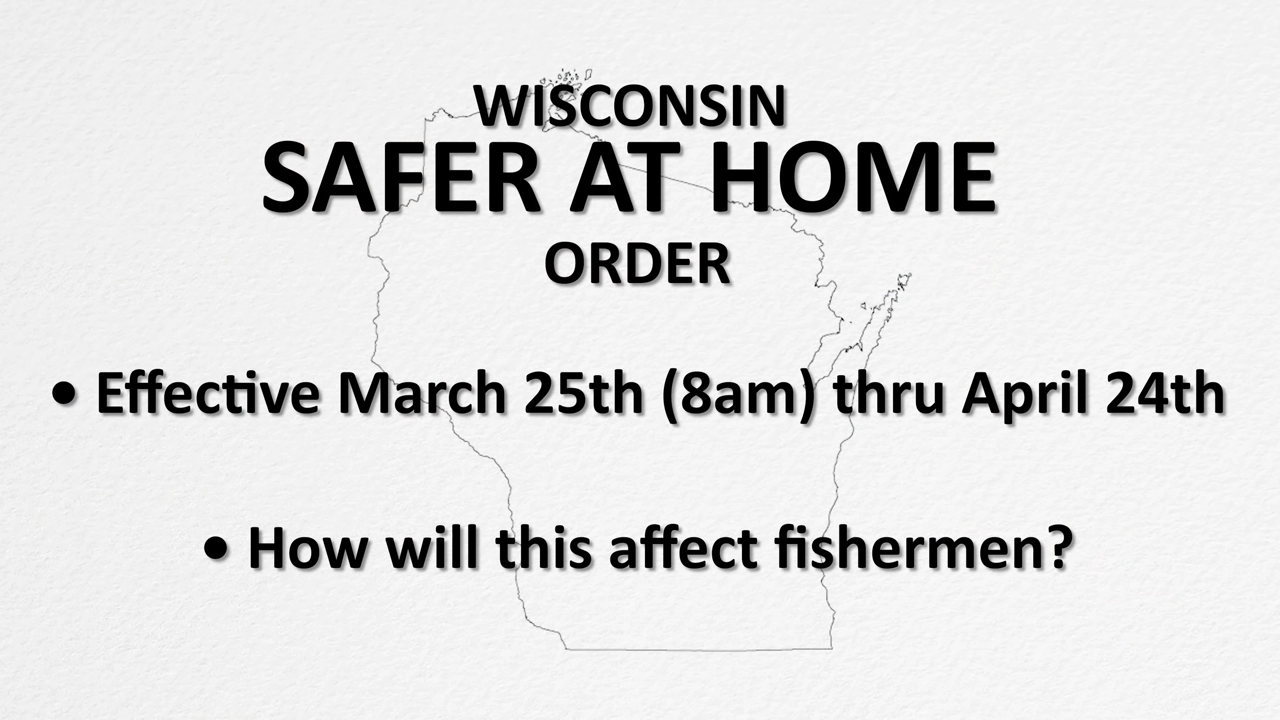 WISCONSIN
SAFER AT HOME
ORDER
• Effective March 25th (8am) thru April 24th
• How will this affect fishermen?